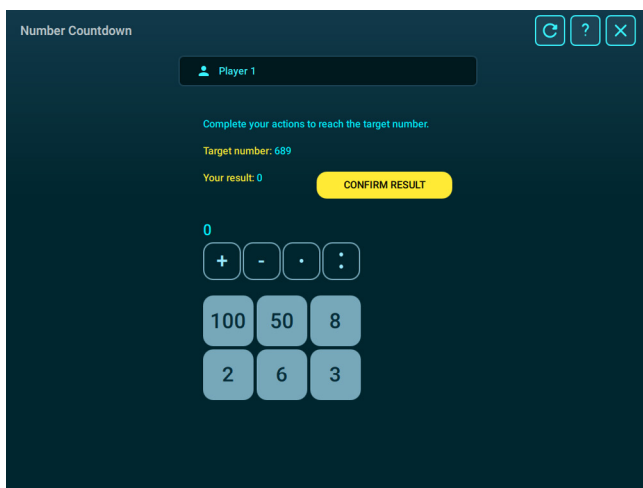 Number Countdown
?
Player 1
Complete your actions to reach the target number.
Target number: 689
Your result: 0
CONFIRM RESULT
0
+ - · :
100 50 8
2 6 3